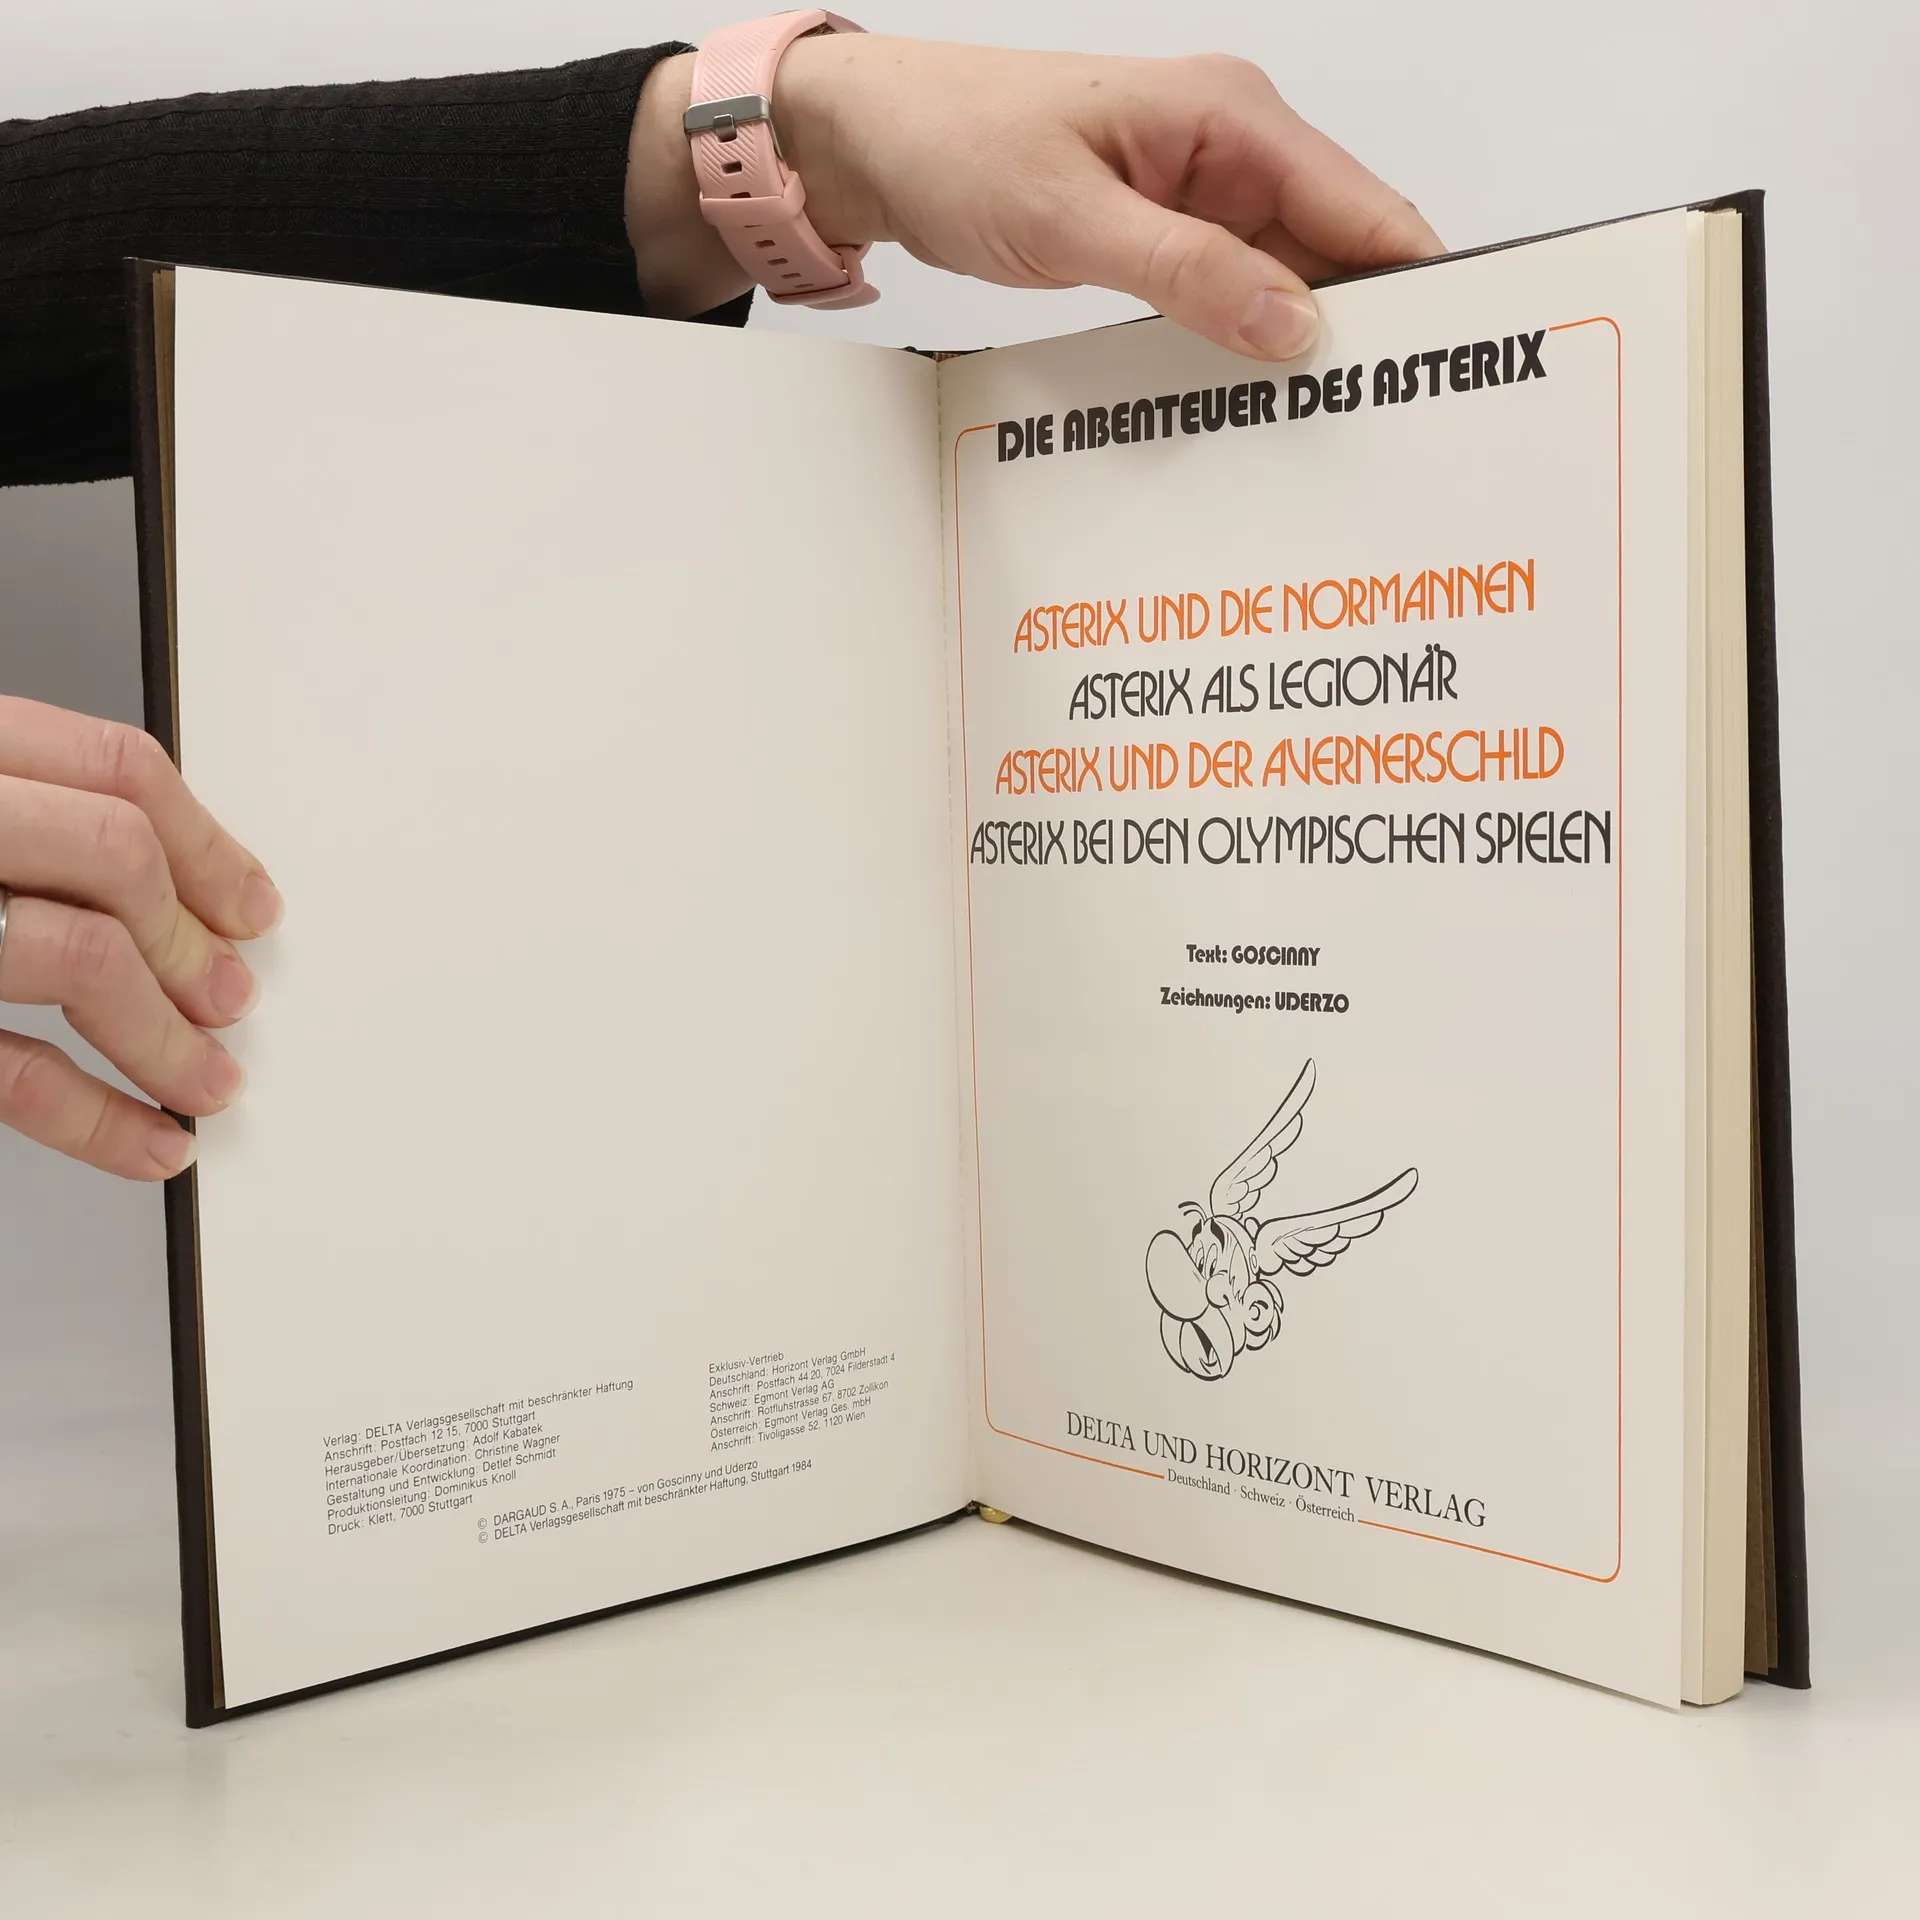 Verlag: DELTA Verlagsgesellschaft mit beschränkter Haftung
Anschrift: Postfach 12 15, 7000 Stuttgart
Herausgeber/Übersetzung: Adolf Kabatek
Internationale Koordination: Christine Wagner
Gestaltung und Entwicklung: Detlef Schmidt
Produktionsleitung: Dominikus Knoll
Druck: Klett, 7000 Stuttgart
Exklusiv-Vertrieb
Deutschland: Horizont Verlag GmbH
Anschrift: Postfach 44 20, 7024 Filderstadt 4
Schweiz: Egmont Verlag AG
Anschrift: Rotfluhstrasse 67, 8702 Zollikon
Österreich: Egmont Verlag Ges. mbH
Anschrift: Tivoligasse 52, 1120 Wien
© DARGAUD S. A., Paris 1975 – von Goscinny und Uderzo
© DELTA Verlagsgesellschaft mit beschränkter Haftung, Stuttgart 1984
DIE ABENTEUER DES ASTERIX
ASTERIX UND DIE NORMANNEN
ASTERIX ALS LEGIONÄR
ASTERIX UND DER AVERNERSCHILD
ASTERIX BEI DEN OLYMPISCHEN SPIELEN
Text: GOSCINNY
Zeichnungen: UDERZO
DELTA UND HORIZONT VERLAG
Deutschland · Schweiz · Österreich